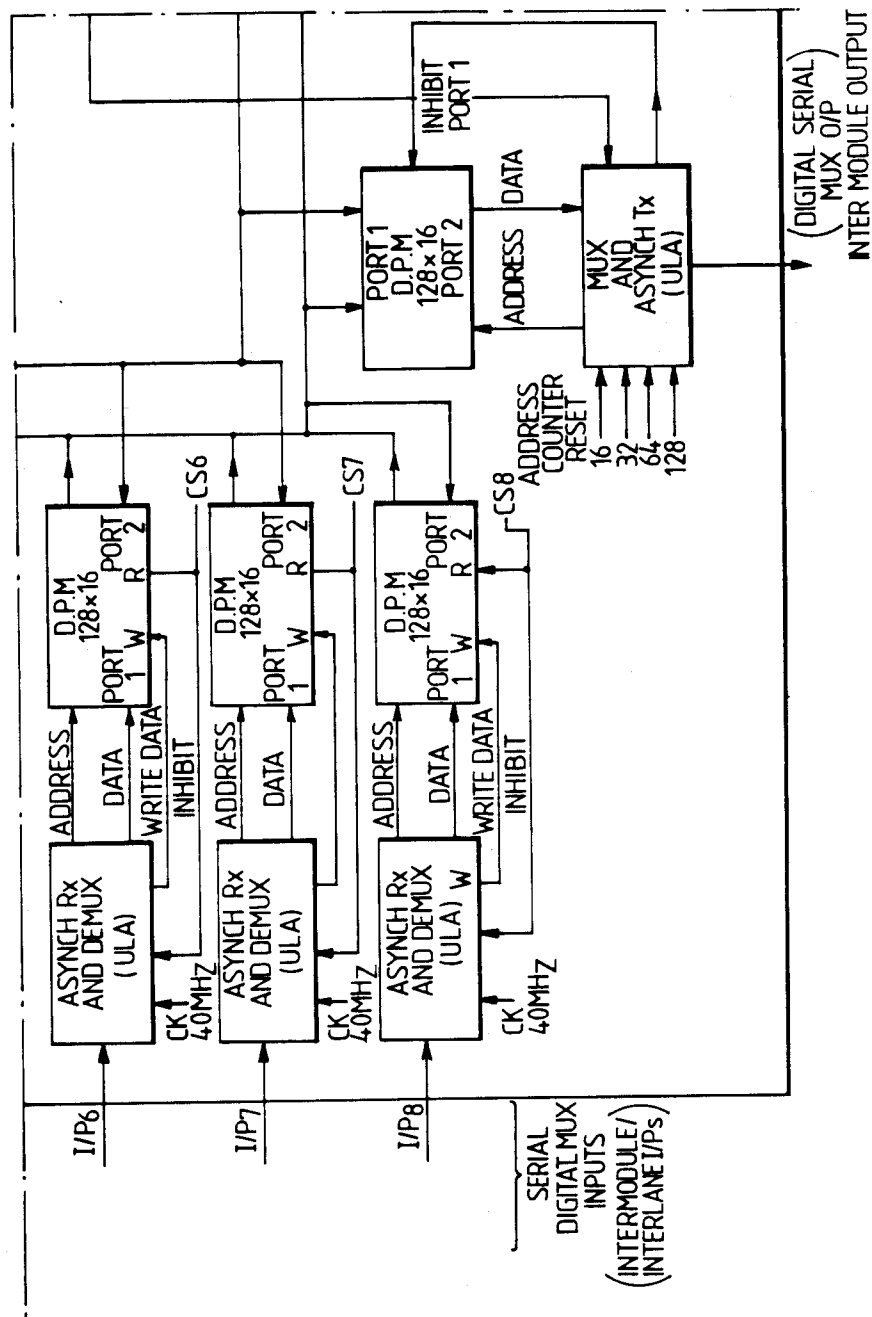 I/P6
ASYNCH Rx
AND DEMUX
(ULA)
CK
40MHZ
ADDRESS
DATA
WRITE DATA
INHIBIT
D.P.M
128×16
PORT
1
W
R
PORT
2
CS6
I/P7
ASYNCH Rx
AND DEMUX
(ULA)
CK
40MHZ
ADDRESS
DATA
D.P.M
128×16
PORT
1
W
R
PORT
2
CS7
I/P8
ASYNCH Rx
AND DEMUX
(ULA)
W
CK
40MHZ
ADDRESS
DATA
WRITE DATA
INHIBIT
D.P.M
128×16
PORT
1
W
R
PORT
2
CS8
SERIAL
DIGITAL MUX
INPUTS
(INTERMODULE/
INTERLANE I/Ps)
PORT 1
D.P.M
128×16
PORT 2
INHIBIT
PORT 1
ADDRESS
DATA
MUX
AND
ASYNCH Tx
(ULA)
ADDRESS
COUNTER
RESET
16
32
64
128
(DIGITAL SERIAL
MUX O/P)
INTER MODULE OUTPUT